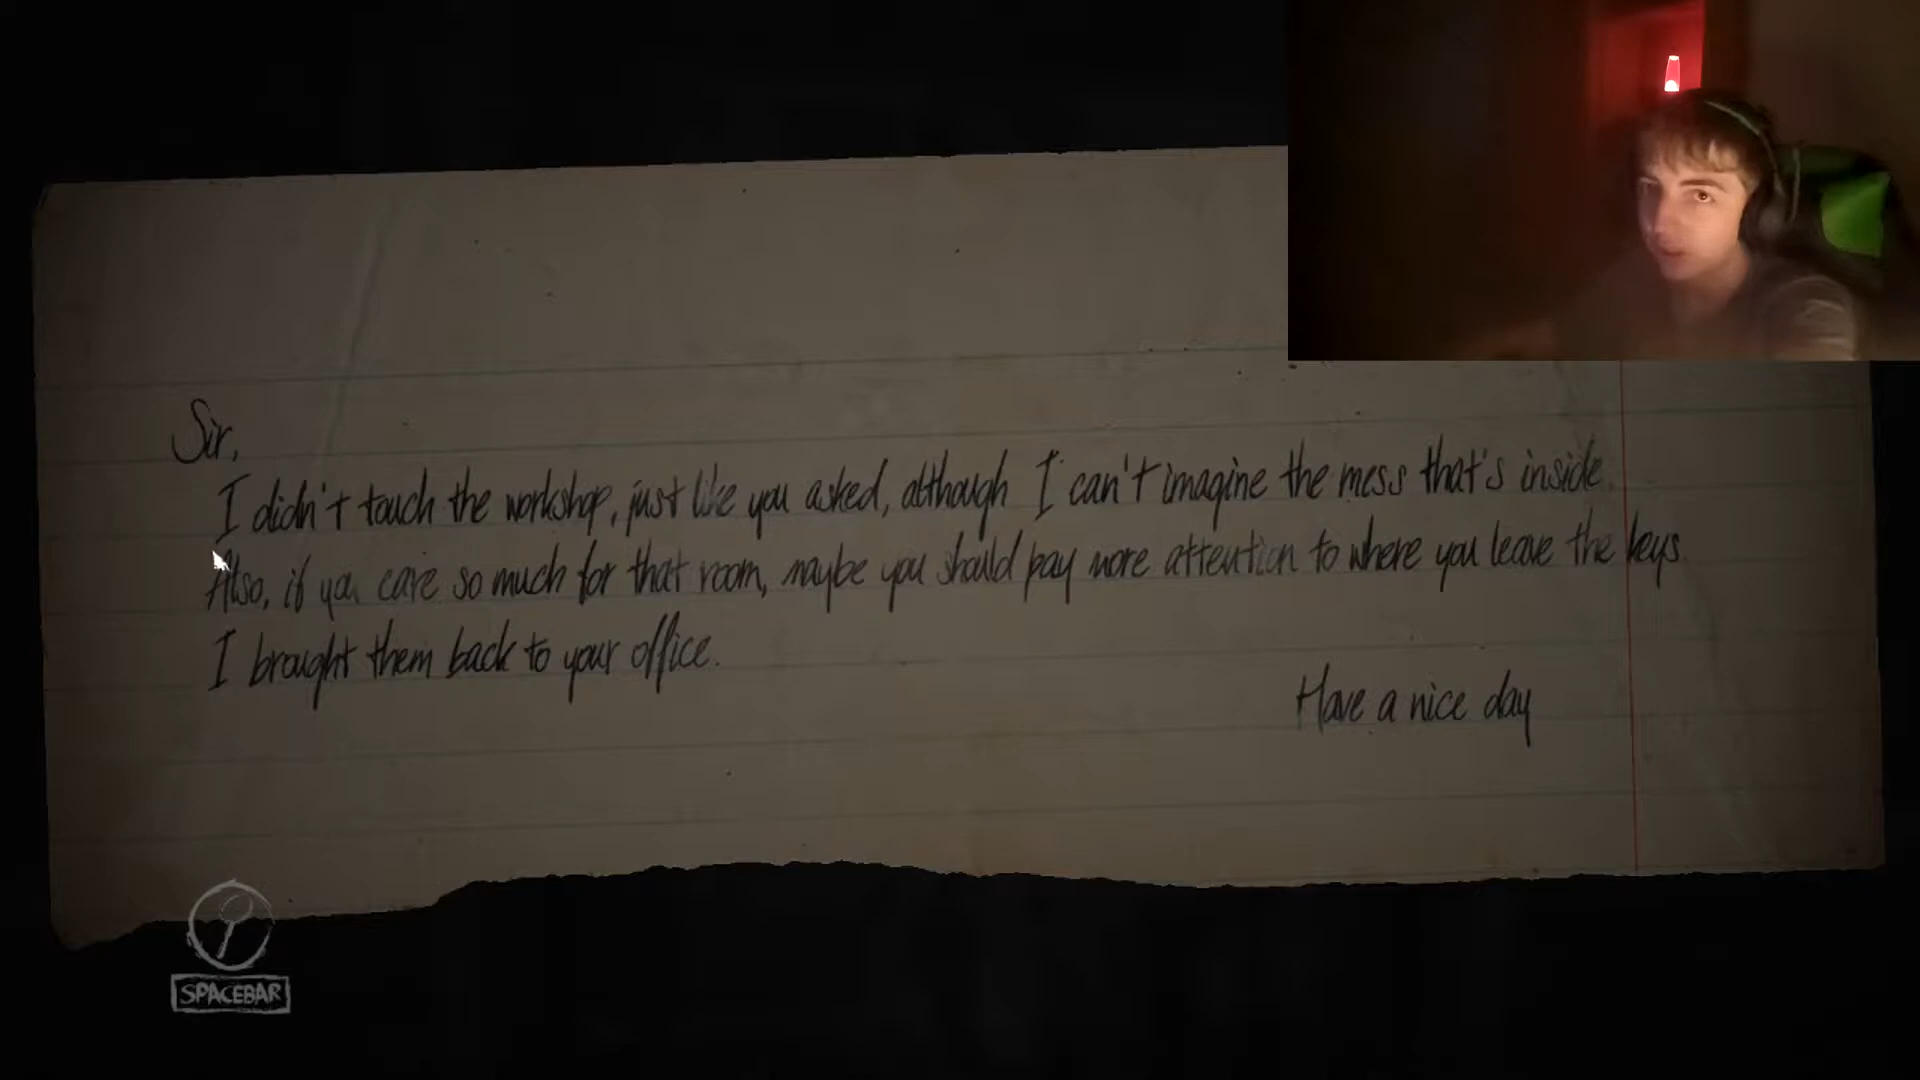 Sir,
I didn't touch the workshop, just like you asked, although I can't imagine the mess that's inside.
Also, if you care so much for that room, maybe you should pay more attention to where you leave the keys.
I brought them back to your office.
Have a nice day
SPACEBAR